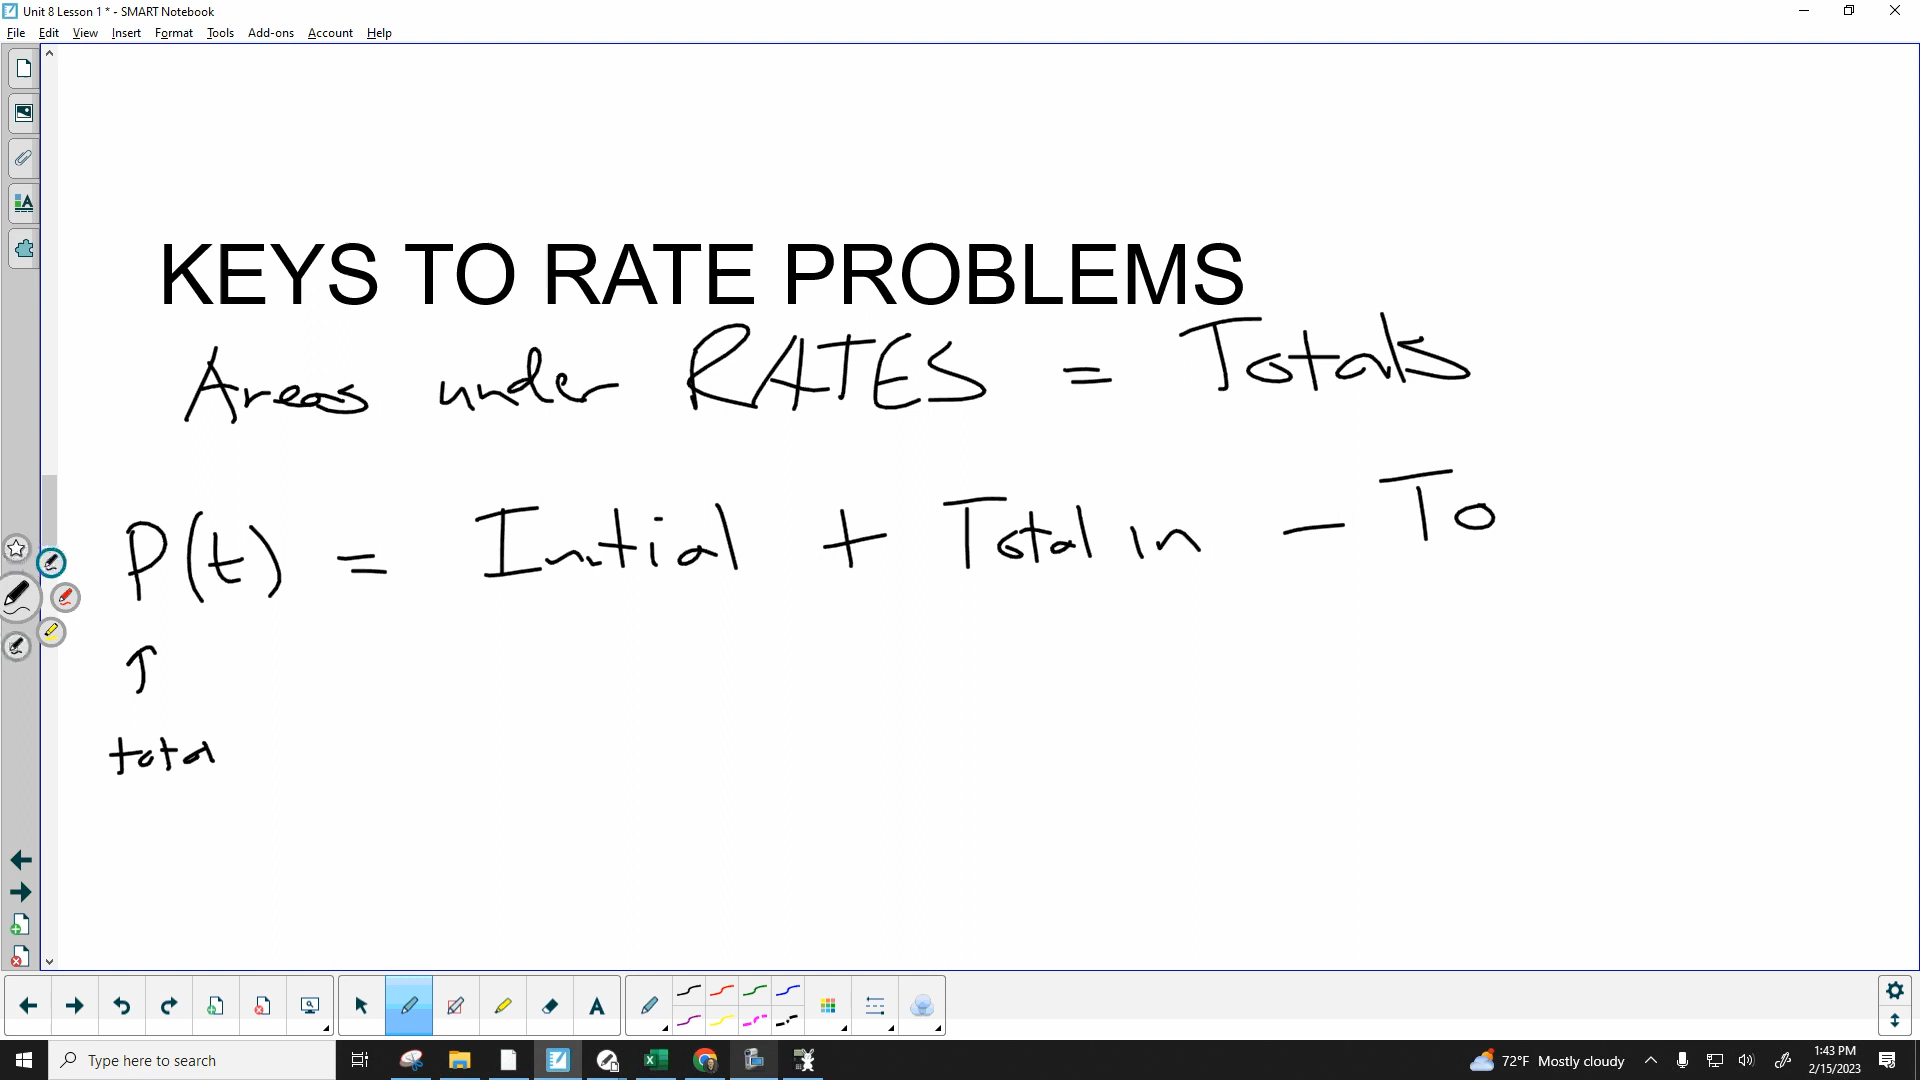 Unit 8 Lesson 1 * - SMART Notebook
File Edit View Insert Format Tools Add-ons Account Help
KEYS TO RATE PROBLEMS
Areas under RATES = Totals
P(t) = Initial + Total in - To
↑
total
Type here to search
72°F Mostly cloudy
1:43 PM
2/15/2023